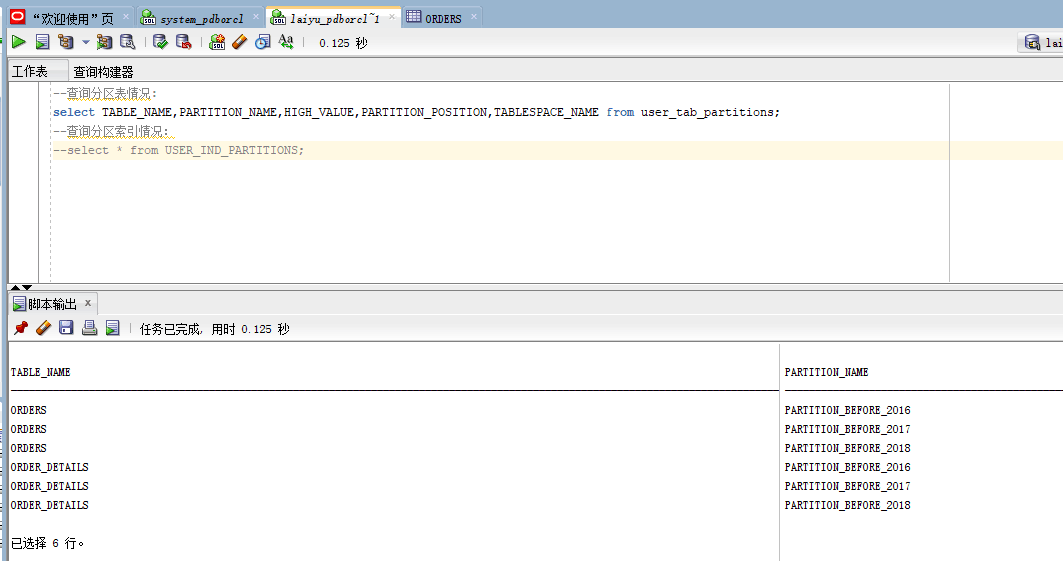 “欢迎使用”页 system_pdborcl laiyu_pdborcl~1 ORDERS
0.125 秒
工作表 查询构建器
--查询分区表情况:
select TABLE_NAME,PARTITION_NAME,HIGH_VALUE,PARTITION_POSITION,TABLESPACE_NAME from user_tab_partitions;
--查询分区索引情况:
--select * from USER_IND_PARTITIONS;
脚本输出 x
任务已完成, 用时 0.125 秒
TABLE_NAME PARTITION_NAME
ORDERS PARTITION_BEFORE_2016
ORDERS PARTITION_BEFORE_2017
ORDERS PARTITION_BEFORE_2018
ORDER_DETAILS PARTITION_BEFORE_2016
ORDER_DETAILS PARTITION_BEFORE_2017
ORDER_DETAILS PARTITION_BEFORE_2018
已选择 6 行。